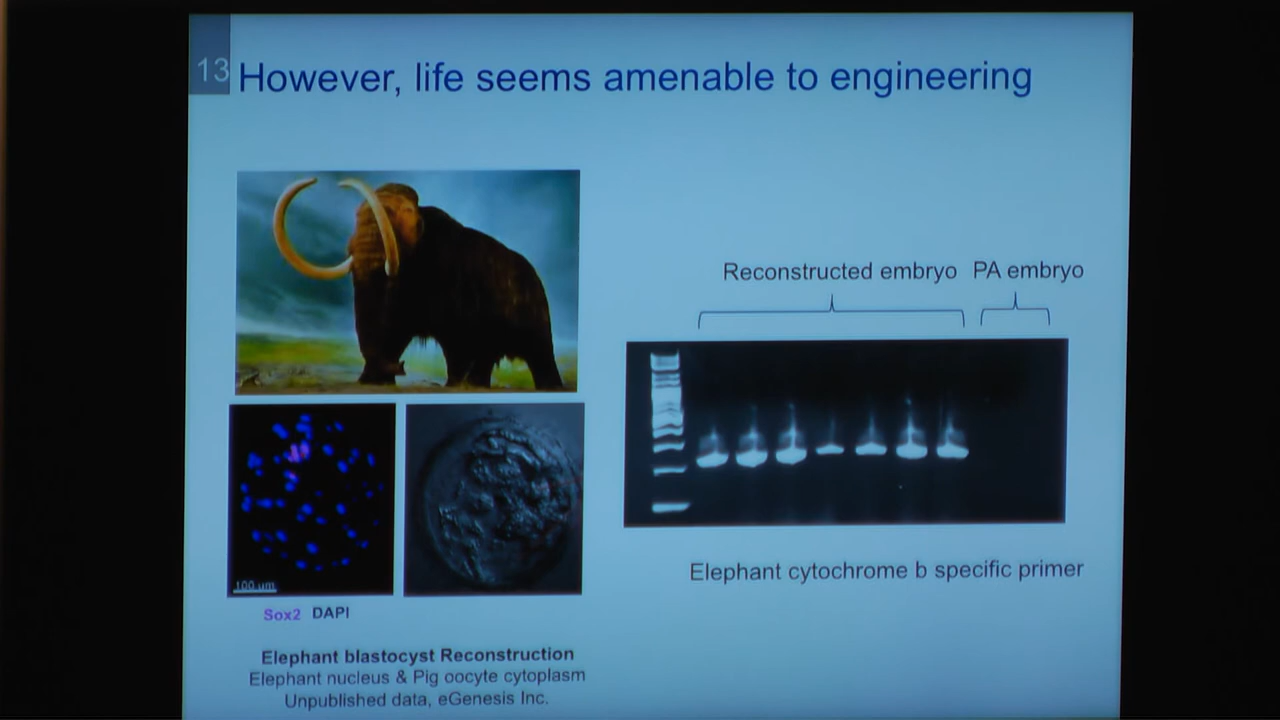 13
However, life seems amenable to engineering
Reconstructed embryo PA embryo
100 um
Sox2 DAPI
Elephant cytochrome b specific primer
Elephant blastocyst Reconstruction
Elephant nucleus & Pig oocyte cytoplasm
Unpublished data, eGenesis Inc.